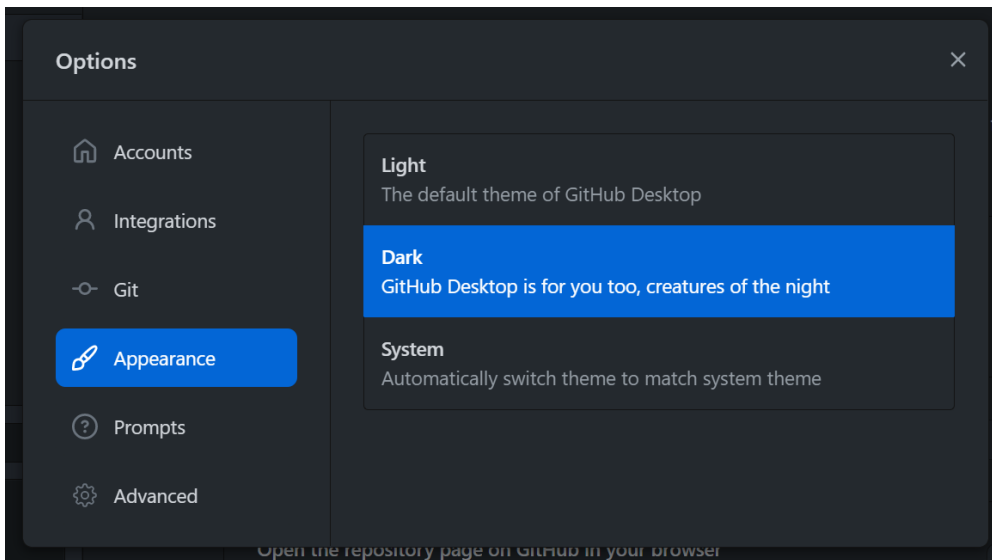 Options
Accounts
Integrations
Git
Appearance
Prompts
Advanced
Light
The default theme of GitHub Desktop
Dark
GitHub Desktop is for you too, creatures of the night
System
Automatically switch theme to match system theme
Open the repository page on GitHub in your browser